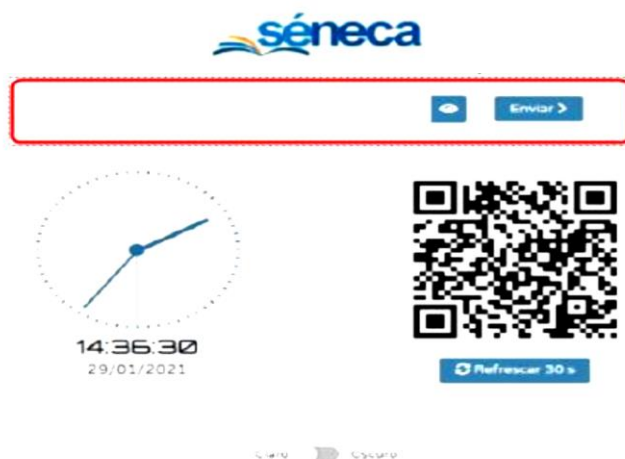 séneca
Enviar
14:36:30
29/01/2021
Refrescar 30 s
Claro Oscuro